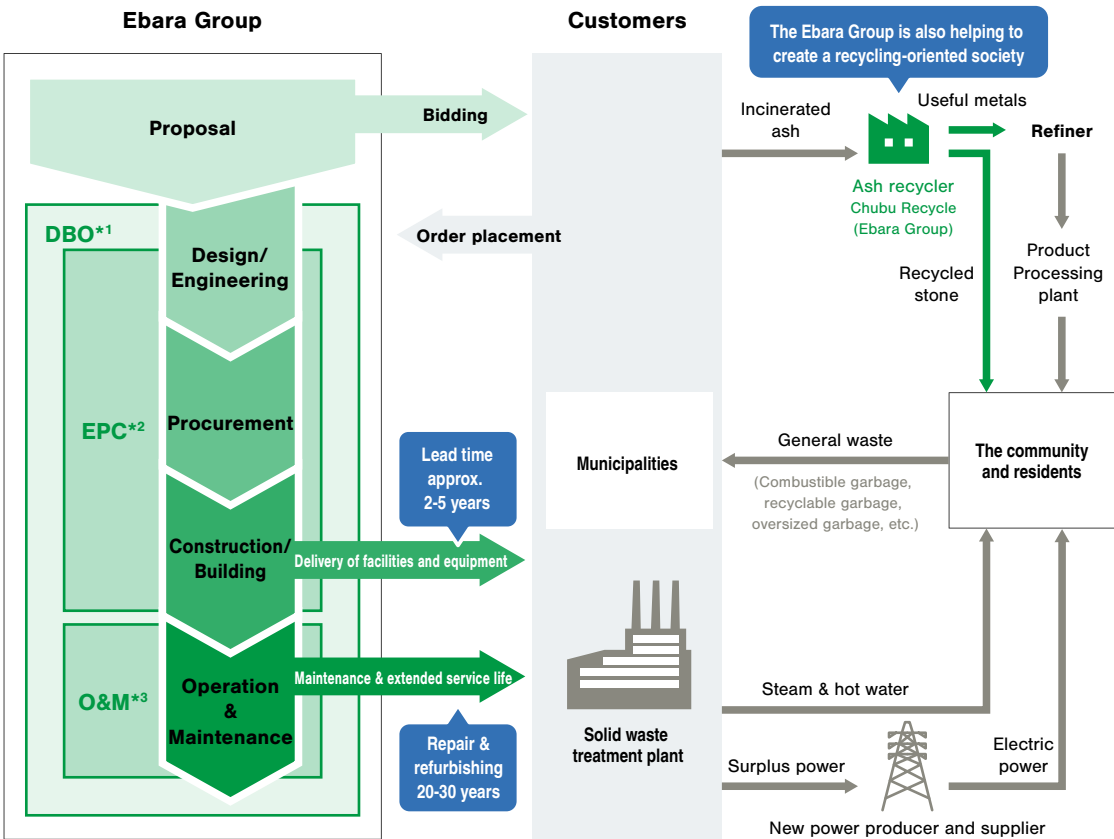 Ebara Group
Customers
The Ebara Group is also helping to
create a recycling-oriented society
Proposal
Bidding
Incinerated
ash
Useful metals
Refiner
Ash recycler
Chubu Recycle
(Ebara Group)
DBO*1
Order placement
Design/
Engineering
Recycled
stone
Product
Processing
plant
EPC*2
Procurement
Lead time
approx.
2-5 years
Municipalities
General waste
(Combustible garbage,
recyclable garbage,
oversized garbage, etc.)
The community
and residents
Construction/
Building
Delivery of facilities and equipment
O&M*3
Operation
&
Maintenance
Maintenance & extended service life
Repair &
refurbishing
20-30 years
Solid waste
treatment plant
Steam & hot water
Surplus power
Electric
power
New power producer and supplier